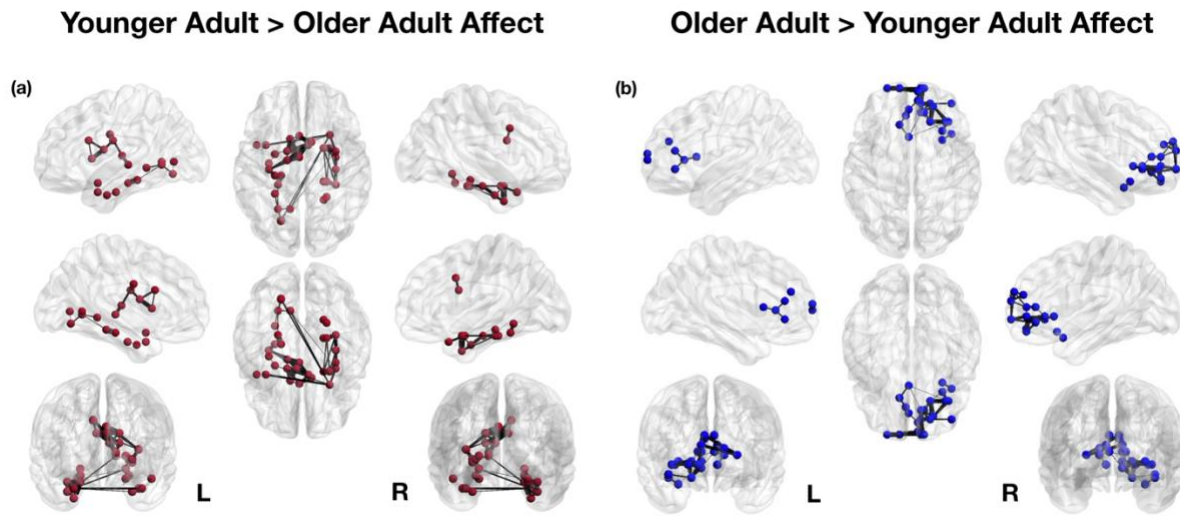 Younger Adult > Older Adult Affect
Older Adult > Younger Adult Affect
(a)
(b)
L
R
L
R